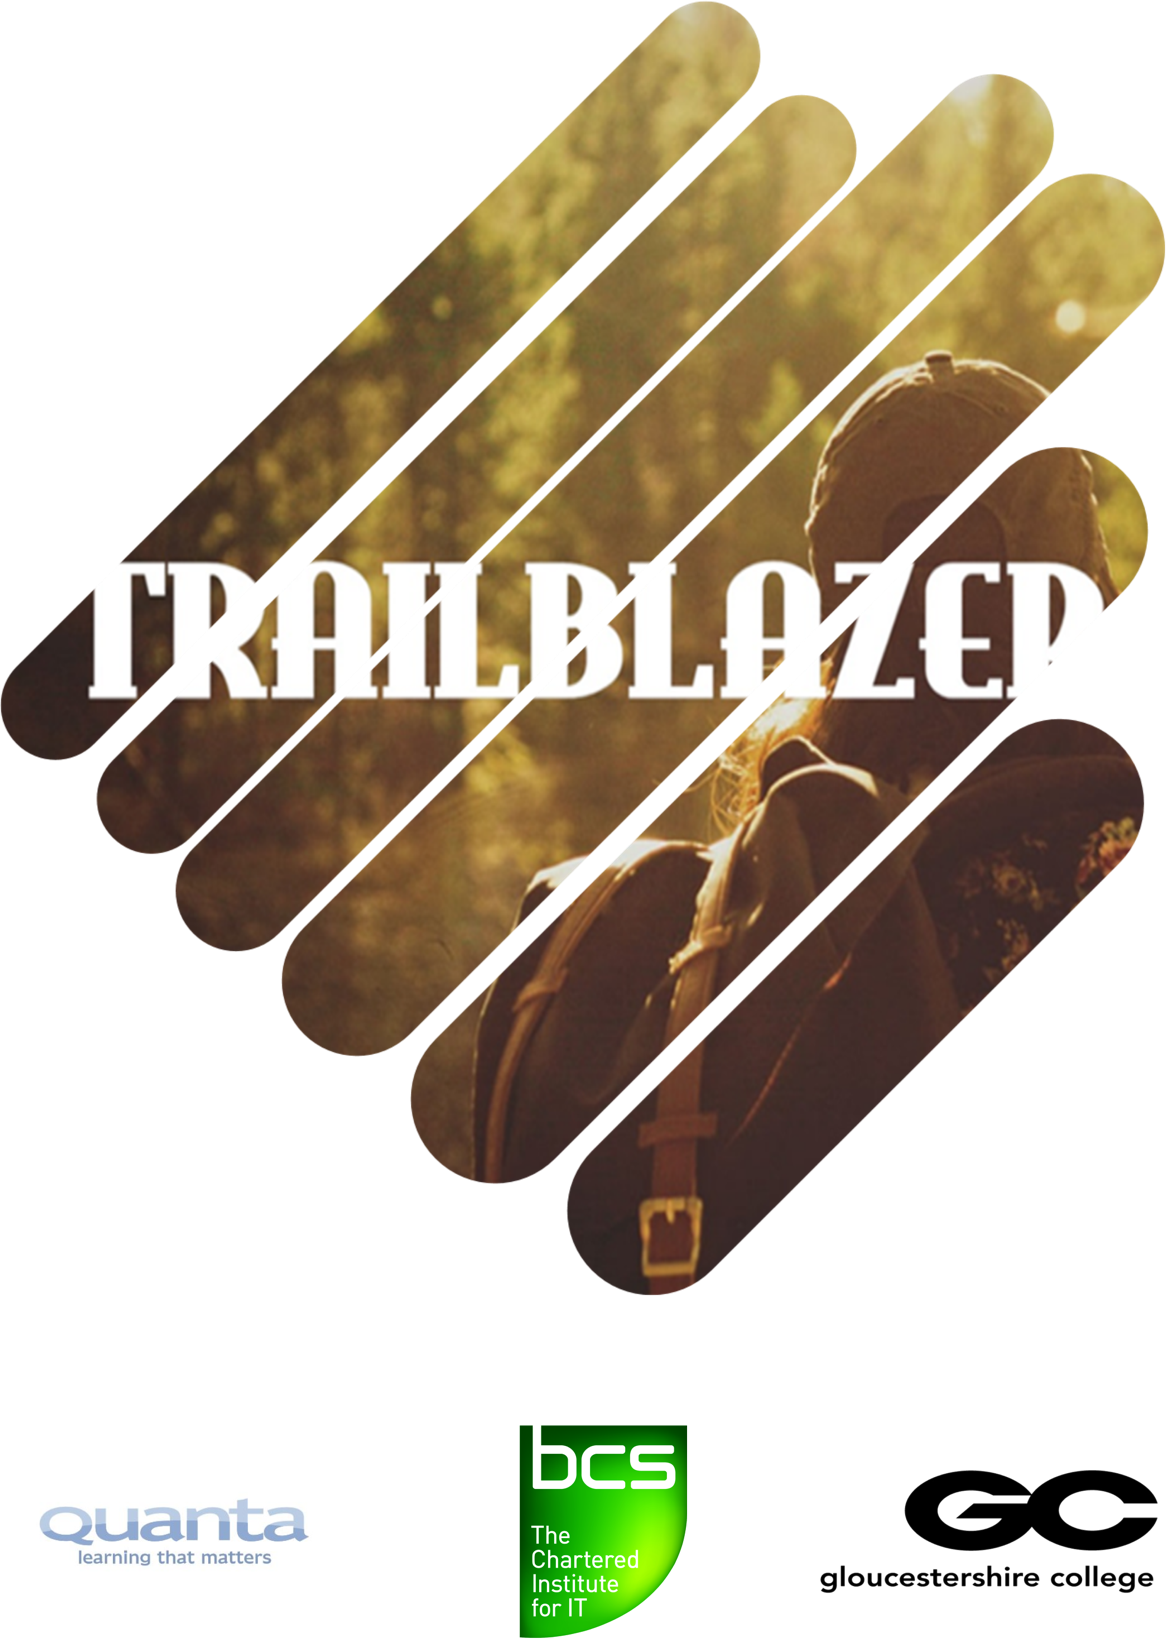 TRAILBLAZER
quanta
learning that matters
bcs
The
Chartered
Institute
for IT
GC
gloucestershire college